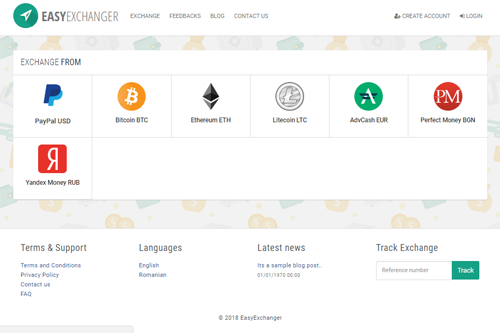 EASYEXCHANGER
EXCHANGE FEEDBACKS BLOG CONTACT US CREATE ACCOUNT LOGIN
EXCHANGE FROM
PayPal USD
Bitcoin BTC
Ethereum ETH
Litecoin LTC
AdvCash EUR
PM
Perfect Money BGN
Я
Yandex Money RUB
Terms & Support
Terms and Conditions
Privacy Policy
Contact us
FAQ
Languages
English
Romanian
Latest news
Its a sample blog post..
01/01/1970 00:00
Track Exchange
Reference number Track
© 2018 EasyExchanger